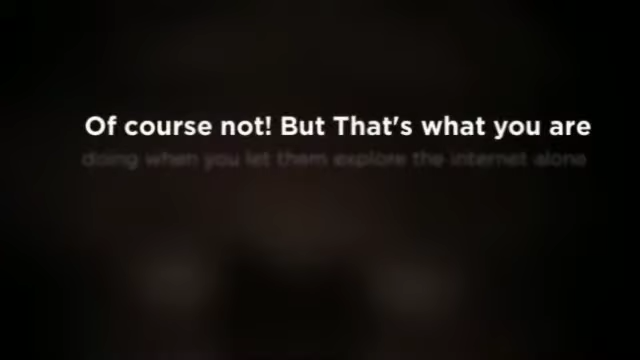 Of course not! But That's what you are
doing when you let them explore the internet alone